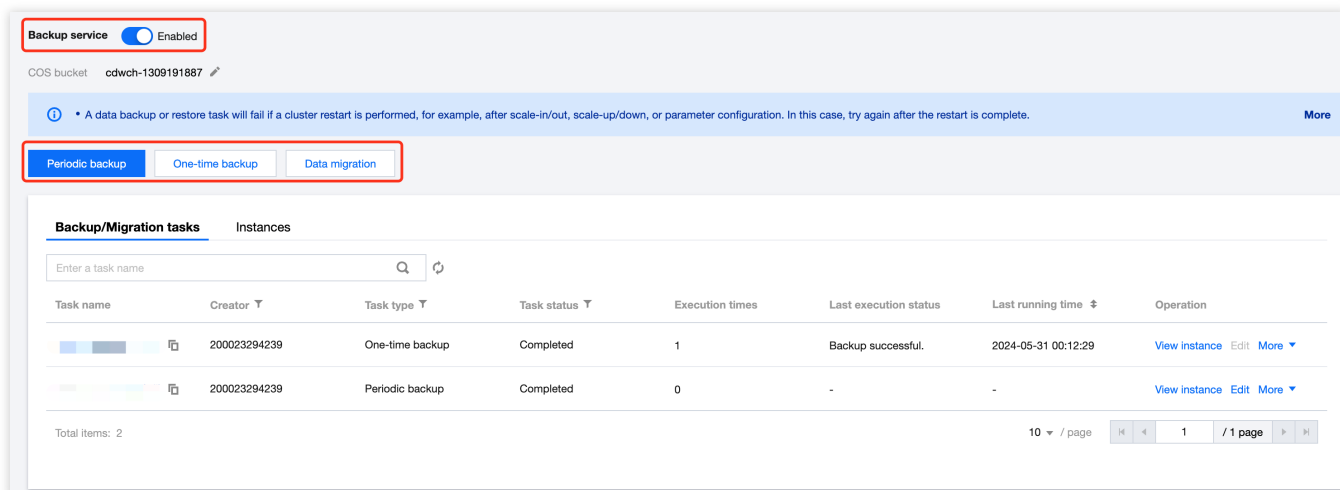 Backup service Enabled
COS bucket cdwch-1309191887
• A data backup or restore task will fail if a cluster restart is performed, for example, after scale-in/out, scale-up/down, or parameter configuration. In this case, try again after the restart is complete. More
Periodic backup One-time backup Data migration
Backup/Migration tasks Instances
Enter a task name
Task name Creator Task type Task status Execution times Last execution status Last running time Operation
200023294239 One-time backup Completed 1 Backup successful. 2024-05-31 00:12:29 View instance Edit More
200023294239 Periodic backup Completed 0 - - View instance Edit More
Total items: 2 10 / page 1 / 1 page